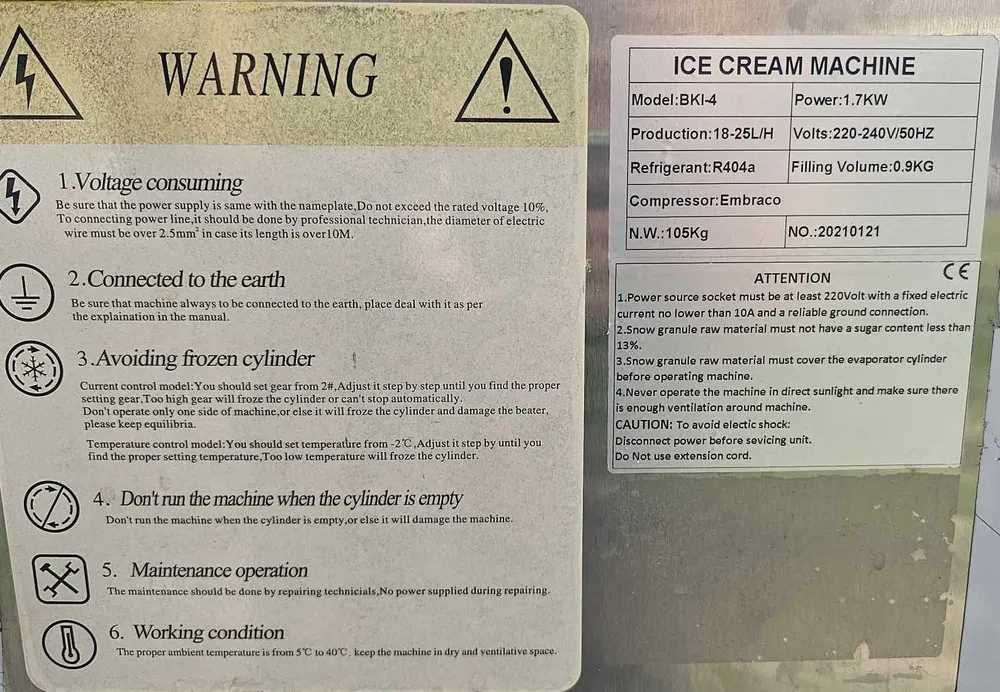 WARNING
1.Voltage consuming
Be sure that the power supply is same with the nameplate,Do not exceed the rated voltage 10%,
To connecting power line,it should be done by professional technician,the diameter of electric
wire must be over 2.5mm² in case its length is over10M.
2.Connected to the earth
Be sure that machine always to be connected to the earth, place deal with it as per
the explaination in the manual.
3.Avoiding frozen cylinder
Current control model:You should set gear from 2#,Adjust it step by step until you find the proper
setting gear,Too high gear will froze the cylinder or can't stop automatically.
Don't operate only one side of machine,or else it will froze the cylinder and damage the beater,
please keep equilibria.
Temperature control model:You should set temperature from -2℃,Adjust it step by until you
find the proper setting temperature,Too low temperature will froze the cylinder.
4. Don't run the machine when the cylinder is empty
Don't run the machine when the cylinder is empty,or else it will damage the machine.
5. Maintenance operation
The maintenance should be done by repairing technicials,No power supplied during repairing.
6. Working condition
The proper ambient temperature is from 5℃ to 40℃, keep the machine in dry and ventilative space.
ICE CREAM MACHINE
Model:BKI-4 Power:1.7KW
Production:18-25L/H Volts:220-240V/50HZ
Refrigerant:R404a Filling Volume:0.9KG
Compressor:Embraco
N.W.:105Kg NO.:20210121
ATTENTION CE
1.Power source socket must be at least 220Volt with a fixed electric
current no lower than 10A and a reliable ground connection.
2.Snow granule raw material must not have a sugar content less than
13%.
3.Snow granule raw material must cover the evaporator cylinder
before operating machine.
4.Never operate the machine in direct sunlight and make sure there
is enough ventilation around machine.
CAUTION: To avoid electic shock:
Disconnect power before sevicing unit.
Do Not use extension cord.